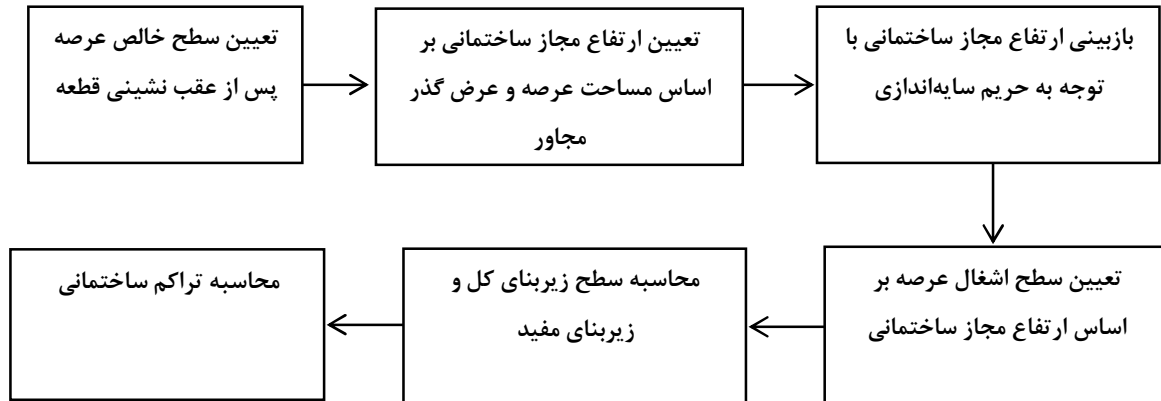 تعیین سطح خالص عرصه
پس از عقب نشینی قطعه
تعیین ارتفاع مجاز ساختمانی بر
اساس مساحت عرصه و عرض گذر
مجاور
بازبینی ارتفاع مجاز ساختمانی با
توجه به حریم سایه‌اندازی
تعیین سطح اشغال عرصه بر
اساس ارتفاع مجاز ساختمانی
محاسبه سطح زیربنای کل و
زیربنای مفید
محاسبه تراکم ساختمانی